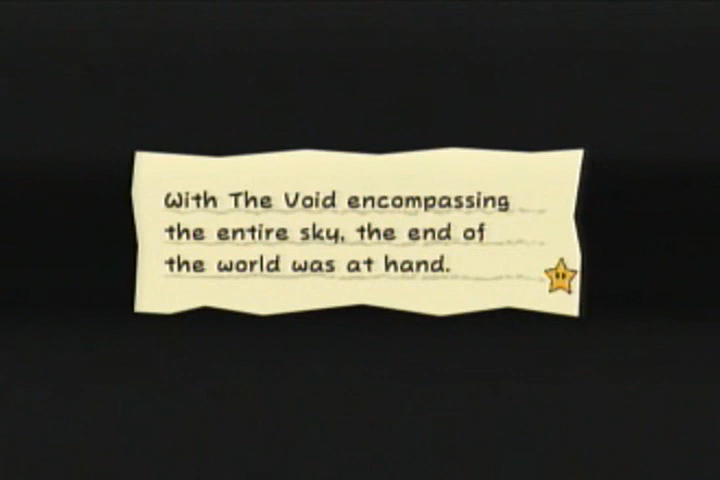 With The Void encompassing
the entire sky, the end of
the world was at hand.